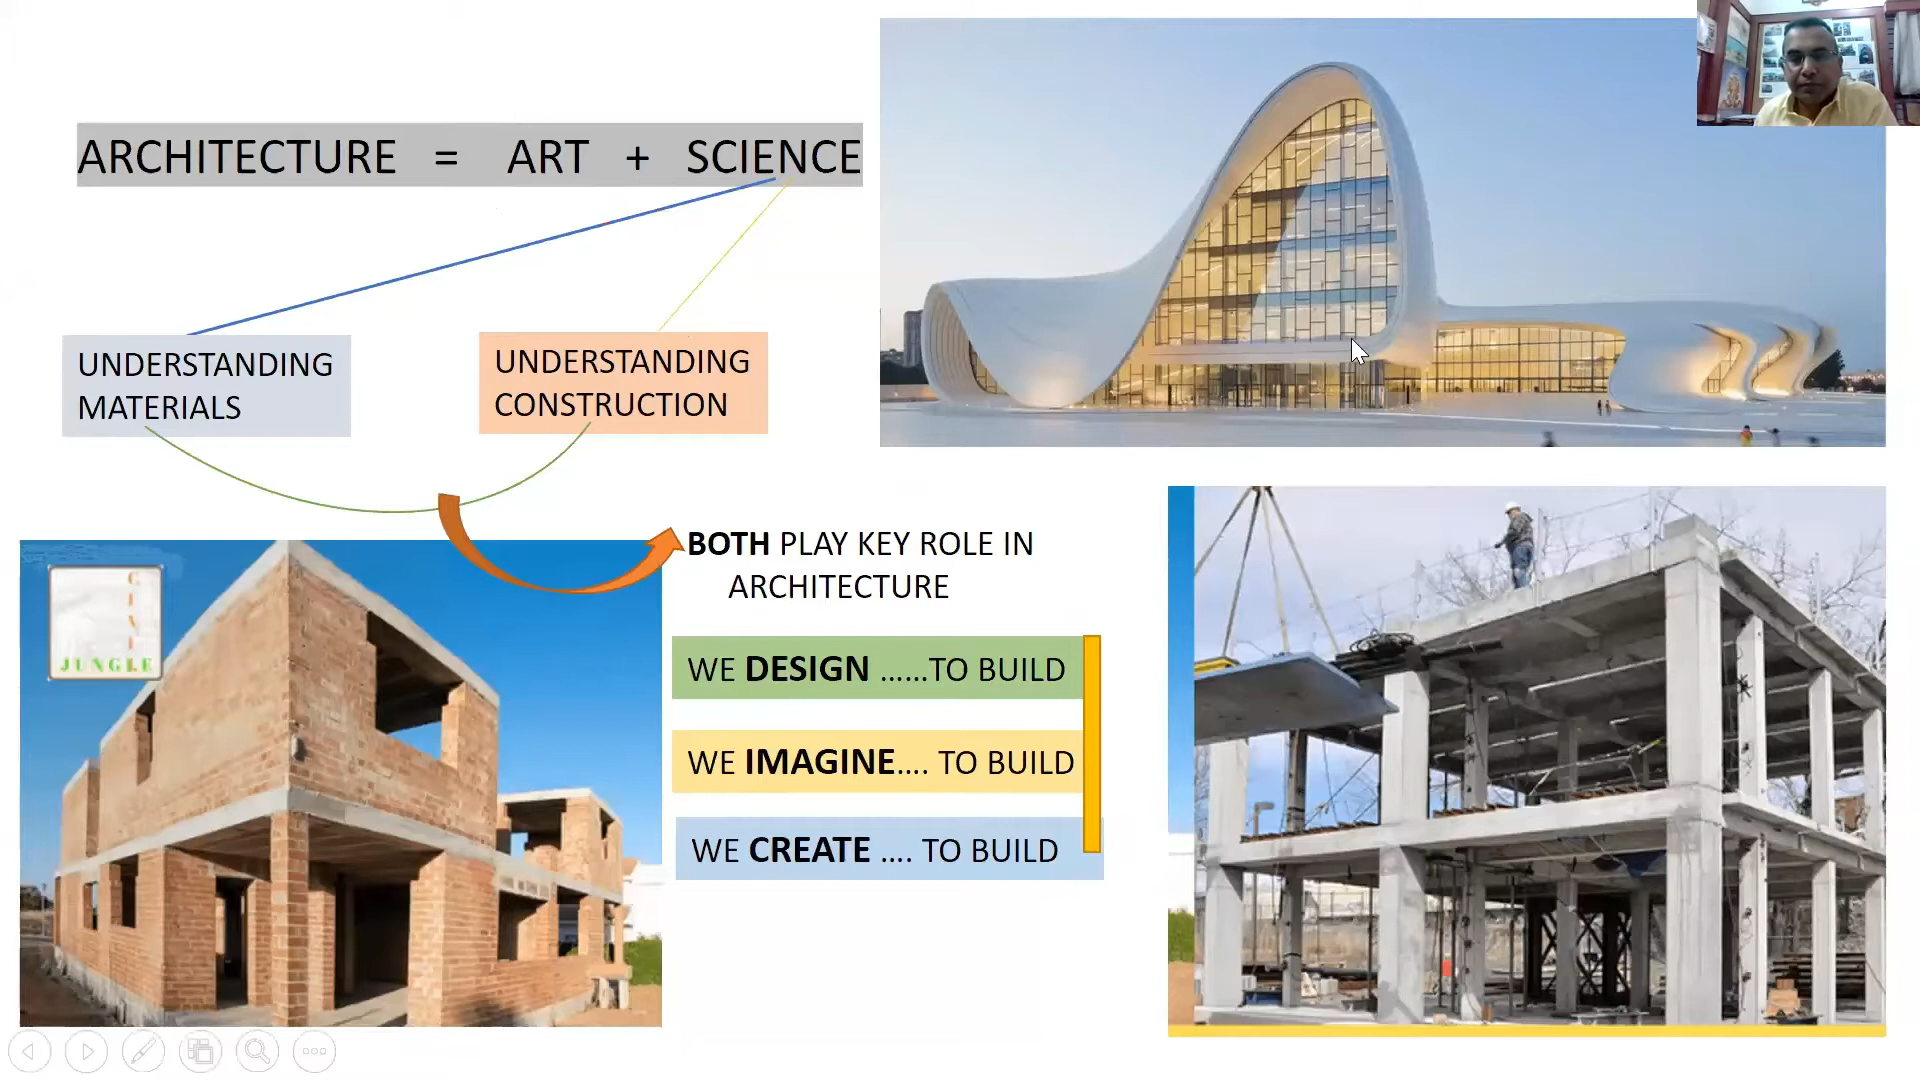 ARCHITECTURE = ART + SCIENCE
UNDERSTANDING
MATERIALS
UNDERSTANDING
CONSTRUCTION
BOTH PLAY KEY ROLE IN
ARCHITECTURE
WE DESIGN ......TO BUILD
WE IMAGINE.... TO BUILD
WE CREATE .... TO BUILD
CIVIL
JUNGLE